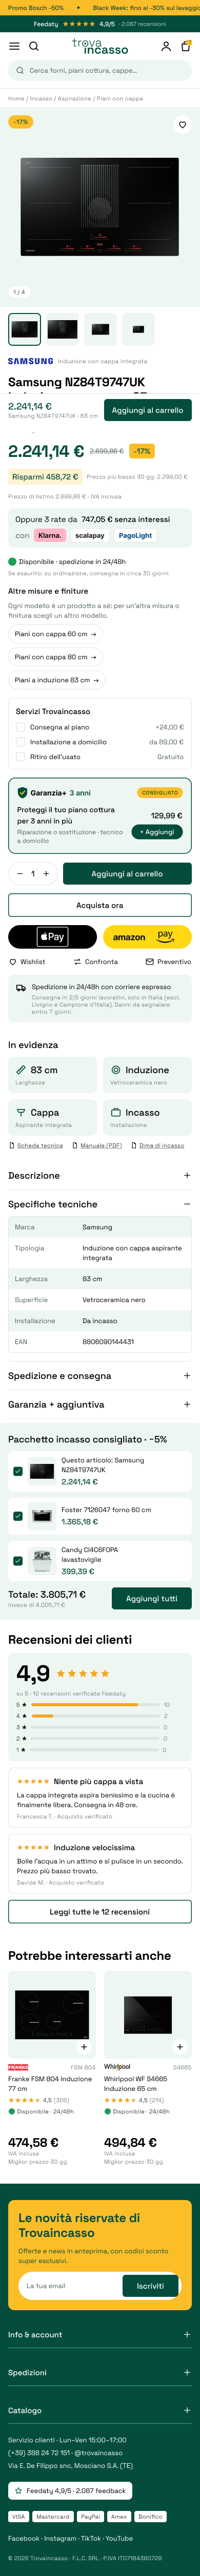 Promo Bosch -50% • Black Week: fino al -30% sul lavaggio
Feedaty ★★★★★ 4,9/5 · 2.087 recensioni
trova
incasso
Cerca forni, piani cottura, cappe...
Home / Incasso / Aspirazione / Piani con cappa
-17%
1 / 4
SAMSUNG Induzione con cappa integrata
Samsung NZ84T9747UK
2.241,14 €
Samsung NZ84T9747UK · 83 cm
Aggiungi al carrello
2.241,14 € 2.699,86 € -17%
Risparmi 458,72 € Prezzo più basso 30 gg: 2.299,00 €
Prezzo di listino 2.699,86 € · IVA inclusa
Oppure 3 rate da 747,05 € senza interessi
con Klarna. scalapay PagoLight
Disponibile · spedizione in 24/48h
Se esaurito: su ordinazione, consegna in circa 30 giorni
Altre misure e finiture
Ogni modello è un prodotto a sé: per un'altra misura o
finitura scegli un altro modello.
Piani con cappa 60 cm →
Piani con cappa 80 cm →
Piani a induzione 83 cm →
Servizi Trovaincasso
Consegna al piano +24,00 €
Installazione a domicilio da 89,00 €
Ritiro dell'usato Gratuito
Garanzia+ 3 anni CONSIGLIATO
Proteggi il tuo piano cottura
per 3 anni in più
Riparazione o sostituzione · tecnico
a domicilio
129,99 €
+ Aggiungi
− 1 + Aggiungi al carrello
Acquista ora
Pay
amazon pay
Wishlist Confronta Preventivo
Spedizione in 24/48h con corriere espresso
Consegna in 2/5 giorni lavorativi, solo in Italia (escl.
Livigno e Campione d'Italia). Danni da segnalare
entro 7 giorni.
In evidenza
83 cm
Larghezza
Induzione
Vetroceramica nero
Cappa
Aspirante integrata
Incasso
Installazione
Scheda tecnica Manuale (PDF) Dima di incasso
Descrizione +
Specifiche tecniche −
Marca Samsung
Tipologia Induzione con cappa aspirante
integrata
Larghezza 83 cm
Superficie Vetroceramica nero
Installazione Da incasso
EAN 8806090144431
Spedizione e consegna +
Garanzia + aggiuntiva +
Pacchetto incasso consigliato · −5%
Questo articolo: Samsung
NZ84T9747UK
2.241,14 €
Foster 7126047 forno 60 cm
1.365,18 €
Candy CI4C6F0PA
lavastoviglie
399,39 €
Totale: 3.805,71 €
invece di 4.005,71 €
Aggiungi tutti
Recensioni dei clienti
4,9 ★★★★★
su 5 · 12 recensioni verificate Feedaty
5 ★ 10
4 ★ 2
3 ★ 0
2 ★ 0
1 ★ 0
★★★★★ Niente più cappa a vista
La cappa integrata aspira benissimo e la cucina è
finalmente libera. Consegna in 48 ore.
Francesca T. · Acquisto verificato
★★★★★ Induzione velocissima
Bolle l'acqua in un attimo e si pulisce in un secondo.
Prezzo più basso trovato.
Davide M. · Acquisto verificato
Leggi tutte le 12 recensioni
Potrebbe interessarti anche
FRANKE FSM 804
Franke FSM 804 Induzione
77 cm
4,5 (366)
Disponibile · 24/48h
474,58 €
IVA inclusa
Miglior prezzo 30 gg
Whirlpool S4665
Whirlpool WF S4665
Induzione 65 cm
4,5 (214)
Disponibile · 24/48h
494,84 €
IVA inclusa
Miglior prezzo 30 gg
Le novità riservate di
Trovaincasso
Offerte e news in anteprima, con codici sconto
super esclusivi.
La tua email Iscriviti
Info & account +
Spedizioni +
Catalogo +
Servizio clienti · Lun–Ven 15:00–17:00
(+39) 388 24 72 151 · @trovaincasso
Via E. De Filippo snc, Mosciano S.A. (TE)
Feedaty 4,9/5 · 2.087 feedback
VISA Mastercard PayPal Amex Bonifico
Facebook · Instagram · TikTok · YouTube
© 2026 Trovaincasso · F.L.C. SRL · P.IVA IT07184380728